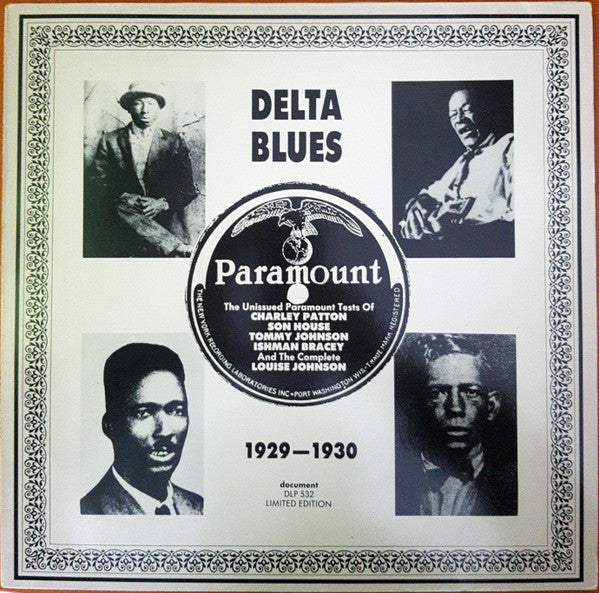 DELTA
BLUES
Paramount
The Unissued Paramount Tests Of
CHARLEY PATTON
SON HOUSE
TOMMY JOHNSON
ISHMAN BRACEY
And The Complete
LOUISE JOHNSON
THE NEW YORK RECORDING LABORATORIES INC•PORT WASHINGTON WIS•TRADE MARK REGISTERED
1929—1930
document
DLP 532
LIMITED EDITION